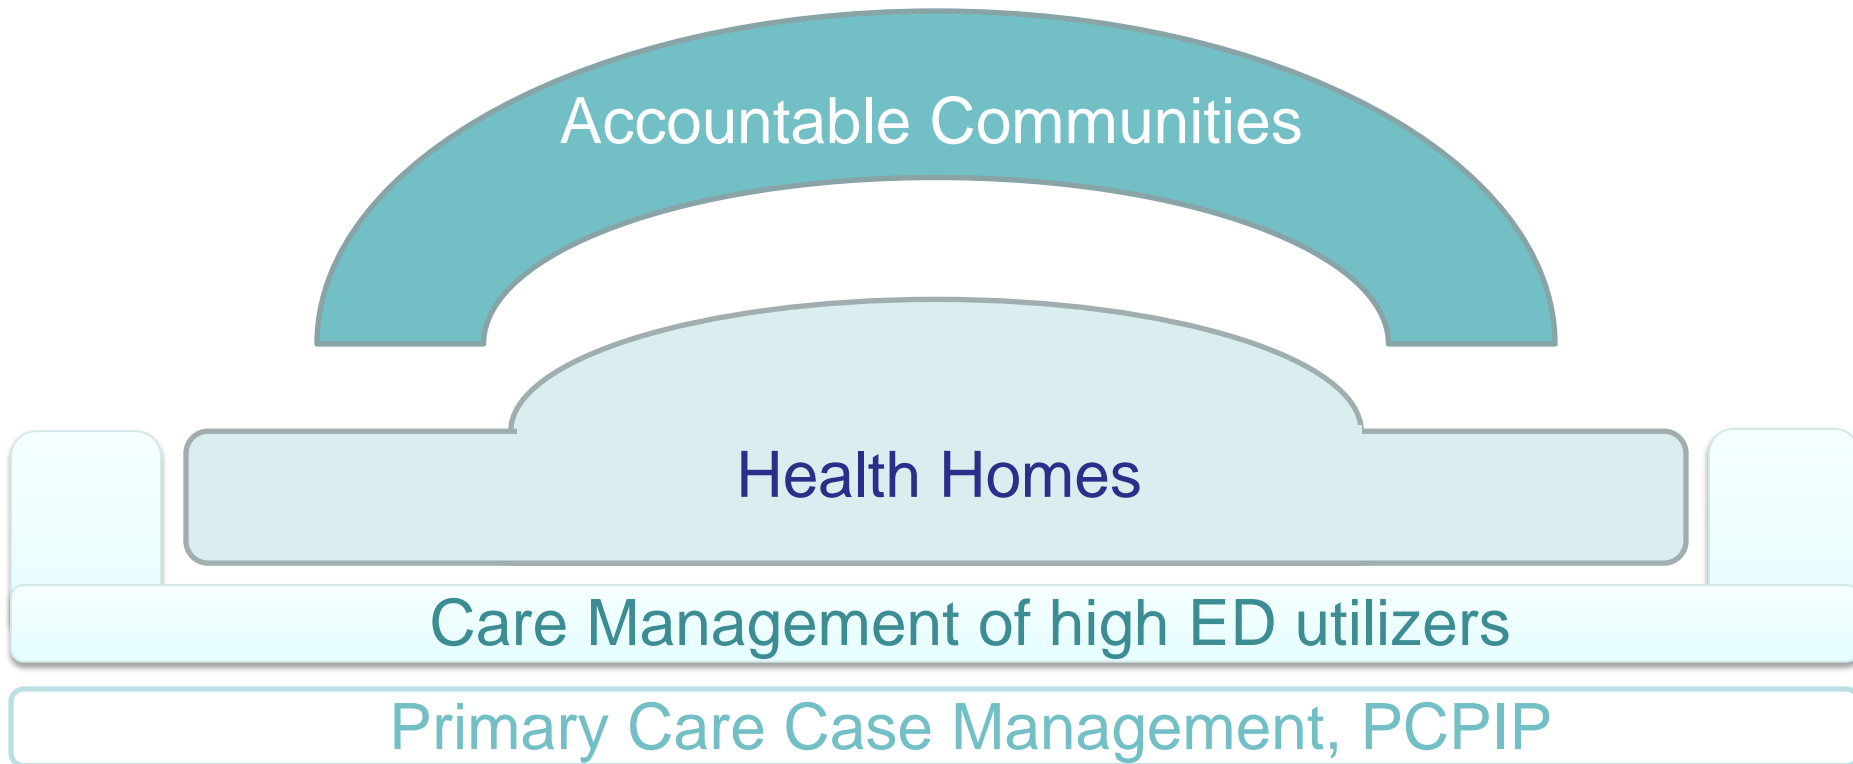 Accountable Communities
Health Homes
Care Management of high ED utilizers
Primary Care Case Management, PCPIP